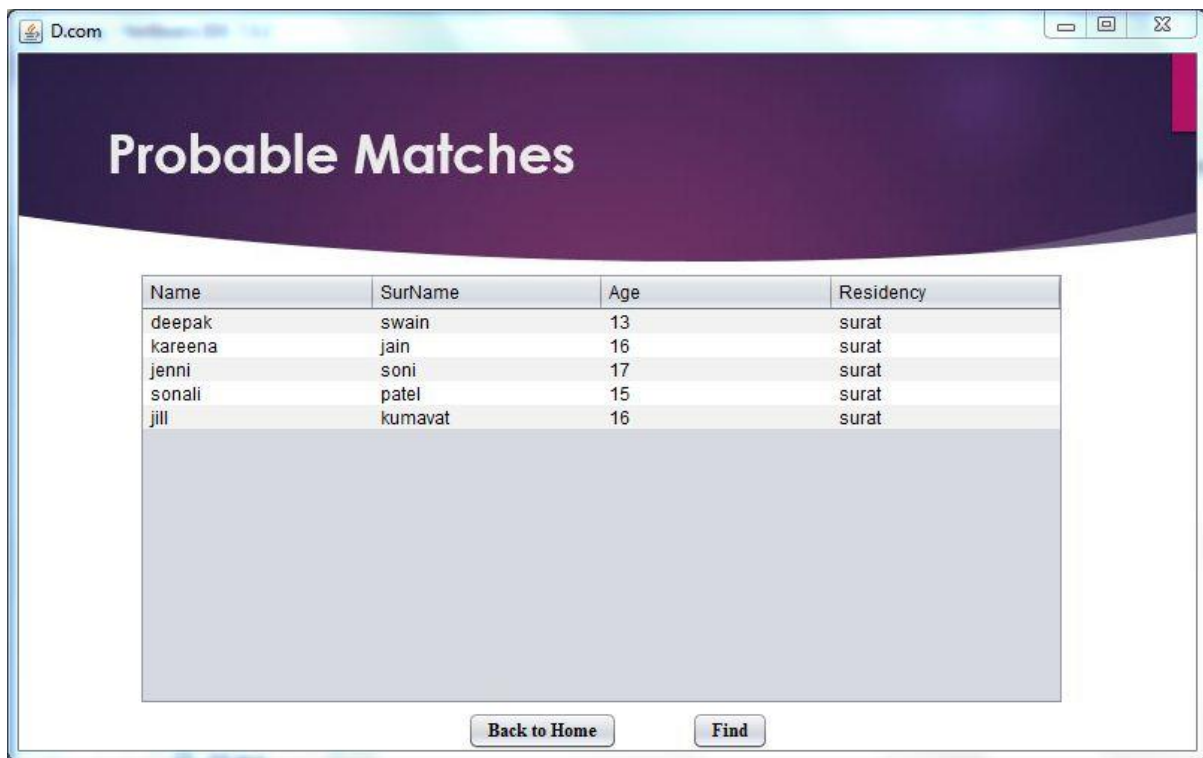 D.com
Probable Matches
Name SurName Age Residency
deepak swain 13 surat
kareena jain 16 surat
jenni soni 17 surat
sonali patel 15 surat
jill kumavat 16 surat
Back to Home Find